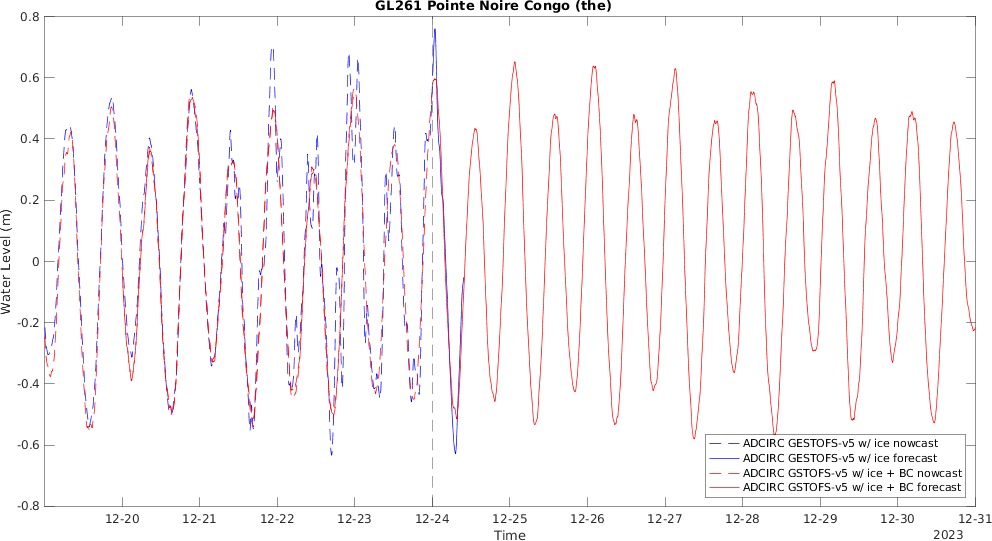 GL261 Pointe Noire Congo (the)
0.8
0.6
0.4
0.2
0
-0.2
-0.4
-0.6
-0.8
Water Level (m)
ADCIRC GESTOFS-v5 w/ ice nowcast
ADCIRC GESTOFS-v5 w/ ice forecast
ADCIRC GSTOFS-v5 w/ ice + BC nowcast
ADCIRC GSTOFS-v5 w/ ice + BC forecast
12-20 12-21 12-22 12-23 12-24 12-25 12-26 12-27 12-28 12-29 12-30 12-31
Time
2023